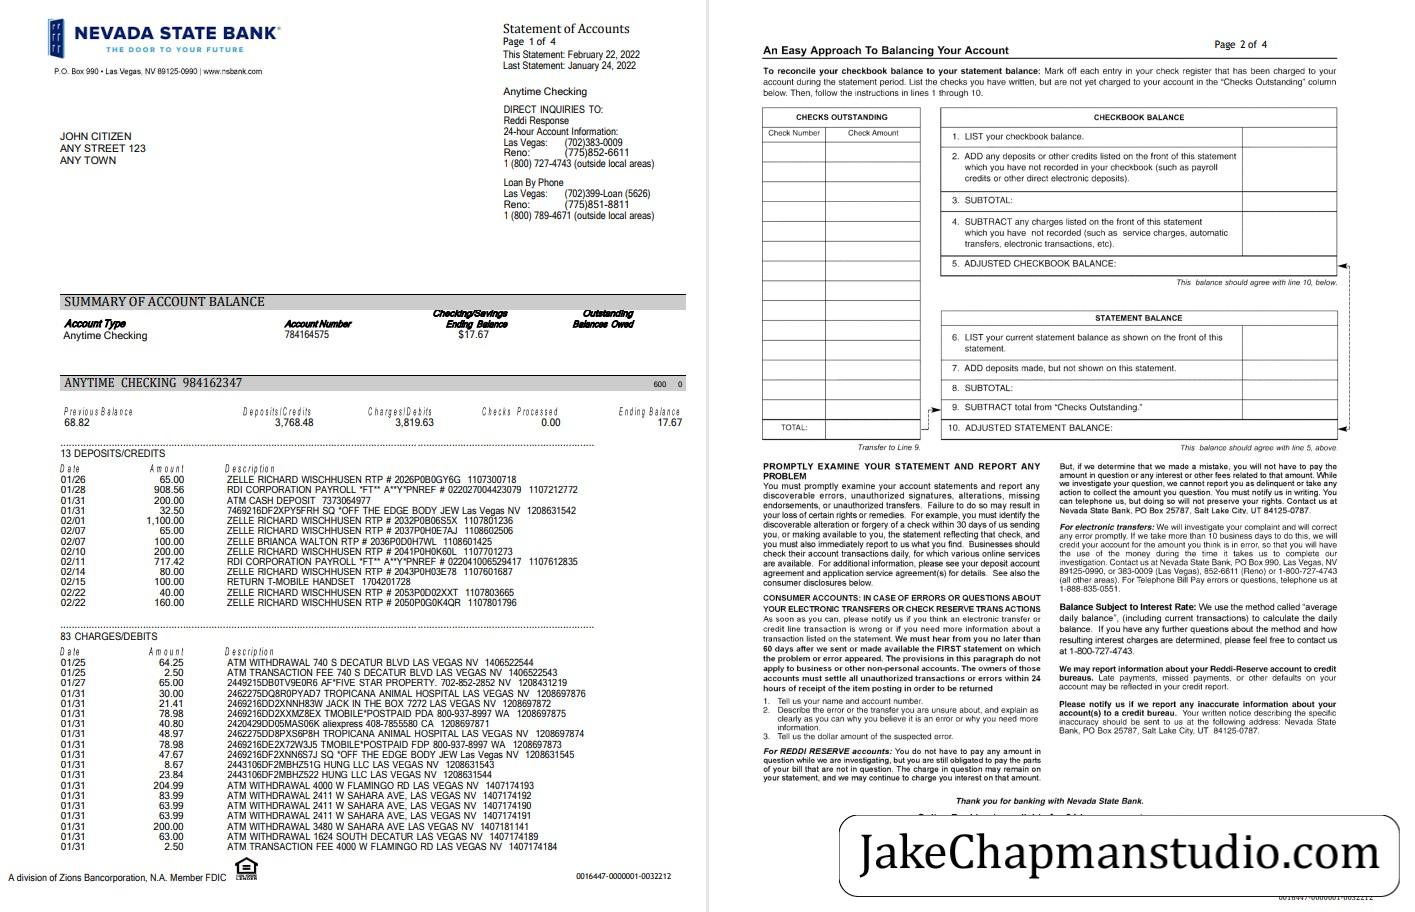 NEVADA STATE BANK
THE DOOR TO YOUR FUTURE
P.O. Box 990 • Las Vegas, NV 89125-0990 | www.nsbank.com
Statement of Accounts
Page 1 of 4
This Statement: February 22, 2022
Last Statement: January 24, 2022
Anytime Checking
DIRECT INQUIRIES TO:
Reddi Response
24-hour Account Information:
Las Vegas: (702)383-0009
Reno: (775)852-6611
1 (800) 727-4743 (outside local areas)
Loan By Phone
Las Vegas: (702)399-Loan (5626)
Reno: (775)851-8811
1 (800) 789-4671 (outside local areas)
JOHN CITIZEN
ANY STREET 123
ANY TOWN
SUMMARY OF ACCOUNT BALANCE
Account Type Account Number Checking/Savings Ending Balance Outstanding Balances Owed
Anytime Checking 784164575 $17.67
ANYTIME CHECKING 984162347 600 0
Previous Balance Deposits/Credits Charges/Debits Checks Processed Ending Balance
68.82 3,768.48 3,819.63 0.00 17.67
13 DEPOSITS/CREDITS
Date Amount Description
01/26 65.00 ZELLE RICHARD WISCHHUSEN RTP # 2026P0B0GY6G 1107300718
01/28 908.56 RDI CORPORATION PAYROLL *FT** A**Y*PNREF # 022027004423079 1107212772
01/31 200.00 ATM CASH DEPOSIT 7373064977
01/31 32.50 7469216DF2XPY5FRH SQ *OFF THE EDGE BODY JEW Las Vegas NV 1208631542
02/01 1,100.00 ZELLE RICHARD WISCHHUSEN RTP # 2032P0B06S5X 1107801236
02/07 65.00 ZELLE RICHARD WISCHHUSEN RTP # 2037P0H0E7AJ 1108602506
02/07 100.00 ZELLE BRIANCA WALTON RTP # 2036P0D0H7WL 1108601425
02/10 200.00 ZELLE RICHARD WISCHHUSEN RTP # 2041P0H0K60L 1107701273
02/11 717.42 RDI CORPORATION PAYROLL *FT** A**Y*PNREF # 022041006529417 1107612835
02/14 80.00 ZELLE RICHARD WISCHHUSEN RTP # 2043P0H03E78 1107601687
02/15 100.00 RETURN T-MOBILE HANDSET 1704201728
02/22 40.00 ZELLE RICHARD WISCHHUSEN RTP # 2053P0D02XXT 1107803665
02/22 160.00 ZELLE RICHARD WISCHHUSEN RTP # 2050P0G0K4QR 1107801796
83 CHARGES/DEBITS
Date Amount Description
01/25 64.25 ATM WITHDRAWAL 740 S DECATUR BLVD LAS VEGAS NV 1406522544
01/25 2.50 ATM TRANSACTION FEE 740 S DECATUR BLVD LAS VEGAS NV 1406522543
01/27 65.00 2449215DB0TV9E0R6 AF*FIVE STAR PROPERTY. 702-852-2852 NV 1208431219
01/31 30.00 2462275DQ8R0PYAD7 TROPICANA ANIMAL HOSPITAL LAS VEGAS NV 1208697876
01/31 21.41 2469216DD2XNNH83W JACK IN THE BOX 7272 LAS VEGAS NV 1208697872
01/31 78.98 2469216DD2XXMZ8EX TMOBILE*POSTPAID PDA 800-937-8997 WA 1208697875
01/31 40.80 2420429DD05MAS06K aliexpress 408-7855580 CA 1208697871
01/31 48.97 2462275DD8PXS6P8H TROPICANA ANIMAL HOSPITAL LAS VEGAS NV 1208697874
01/31 78.98 2469216DE2X72W3J5 TMOBILE*POSTPAID FDP 800-937-8997 WA 1208697873
01/31 47.67 2469216DF2XNN6S7J SQ *OFF THE EDGE BODY JEW Las Vegas NV 1208631545
01/31 8.67 2443106DF2MBHZ51G HUNG LLC LAS VEGAS NV 1208631543
01/31 23.84 2443106DF2MBHZ522 HUNG LLC LAS VEGAS NV 1208631544
01/31 204.99 ATM WITHDRAWAL 4000 W FLAMINGO RD LAS VEGAS NV 1407174193
01/31 83.99 ATM WITHDRAWAL 2411 W SAHARA AVE, LAS VEGAS NV 1407174192
01/31 63.99 ATM WITHDRAWAL 2411 W SAHARA AVE, LAS VEGAS NV 1407174190
01/31 63.99 ATM WITHDRAWAL 2411 W SAHARA AVE, LAS VEGAS NV 1407174191
01/31 200.00 ATM WITHDRAWAL 3480 W SAHARA AVE LAS VEGAS NV 1407181141
01/31 63.00 ATM WITHDRAWAL 1624 SOUTH DECATUR LAS VEGAS NV 1407174189
01/31 2.50 ATM TRANSACTION FEE 4000 W FLAMINGO RD LAS VEGAS NV 1407174184
A division of Zions Bancorporation, N.A. Member FDIC
0016447-0000001-0032212
Page 2 of 4
An Easy Approach To Balancing Your Account
To reconcile your checkbook balance to your statement balance: Mark off each entry in your check register that has been charged to your
account during the statement period. List the checks you have written, but are not yet charged to your account in the “Checks Outstanding” column
below. Then, follow the instructions in lines 1 through 10.
CHECKS OUTSTANDING
Check Number Check Amount
TOTAL:
Transfer to Line 9.
CHECKBOOK BALANCE
1. LIST your checkbook balance.
2. ADD any deposits or other credits listed on the front of this statement
which you have not recorded in your checkbook (such as payroll
credits or other direct electronic deposits).
3. SUBTOTAL:
4. SUBTRACT any charges listed on the front of this statement
which you have not recorded (such as service charges, automatic
transfers, electronic transactions, etc).
5. ADJUSTED CHECKBOOK BALANCE:
This balance should agree with line 10, below.
STATEMENT BALANCE
6. LIST your current statement balance as shown on the front of this
statement.
7. ADD deposits made, but not shown on this statement.
8. SUBTOTAL:
9. SUBTRACT total from “Checks Outstanding.”
10. ADJUSTED STATEMENT BALANCE:
This balance should agree with line 5, above.
PROMPTLY EXAMINE YOUR STATEMENT AND REPORT ANY
PROBLEM
You must promptly examine your account statements and report any
discoverable errors, unauthorized signatures, alterations, missing
endorsements, or unauthorized transfers. Failure to do so may result in
your loss of certain rights or remedies. For example, you must identify the
discoverable alteration or forgery of a check within 30 days of us sending
you, or making available to you, the statement reflecting that check, and
you must also immediately report to us what you find. Businesses should
check their account transactions daily, for which various online services
are available. For additional information, please see your deposit account
agreement and application service agreement(s) for details. See also the
consumer disclosures below.
CONSUMER ACCOUNTS: IN CASE OF ERRORS OR QUESTIONS ABOUT
YOUR ELECTRONIC TRANSFERS OR CHECK RESERVE TRANS ACTIONS
As soon as you can, please notify us if you think an electronic transfer or
credit line transaction is wrong or if you need more information about a
transaction listed on the statement. We must hear from you no later than
60 days after we sent or made available the FIRST statement on which
the problem or error appeared. The provisions in this paragraph do not
apply to business or other non-personal accounts. The owners of those
accounts must settle all unauthorized transactions or errors within 24
hours of receipt of the item posting in order to be returned
1. Tell us your name and account number.
2. Describe the error or the transfer you are unsure about, and explain as
clearly as you can why you believe it is an error or why you need more
information.
3. Tell us the dollar amount of the suspected error.
For REDDI RESERVE accounts: You do not have to pay any amount in
question while we are investigating, but you are still obligated to pay the parts
of your bill that are not in question. The charge in question may remain on
your statement, and we may continue to charge you interest on that amount.
But, if we determine that we made a mistake, you will not have to pay the
amount in question or any interest or other fees related to that amount. While
we investigate your question, we cannot report you as delinquent or take any
action to collect the amount you question. You must notify us in writing. You
can telephone us, but doing so will not preserve your rights. Contact us at
Nevada State Bank, PO Box 25787, Salt Lake City, UT 84125-0787.
For electronic transfers: We will investigate your complaint and will correct
any error promptly. If we take more than 10 business days to do this, we will
credit your account for the amount you think is in error, so that you will have
the use of the money during the time it takes us to complete our
investigation. Contact us at Nevada State Bank, PO Box 990, Las Vegas, NV
89125-0990, or 383-0009 (Las Vegas), 852-6611 (Reno) or 1-800-727-4743
(all other areas). For Telephone Bill Pay errors or questions, telephone us at
1-888-835-0551.
Balance Subject to Interest Rate: We use the method called “average
daily balance”, (including current transactions) to calculate the daily
balance. If you have any further questions about the method and how
resulting interest charges are determined, please feel free to contact us
at 1-800-727-4743.
We may report information about your Reddi-Reserve account to credit
bureaus. Late payments, missed payments, or other defaults on your
account may be reflected in your credit report.
Please notify us if we report any inaccurate information about your
account(s) to a credit bureau. Your written notice describing the specific
inaccuracy should be sent to us at the following address: Nevada State
Bank, PO Box 25787, Salt Lake City, UT 84125-0787.
Thank you for banking with Nevada State Bank.
JakeChapmanstudio.com
0016447-0000001-0032212